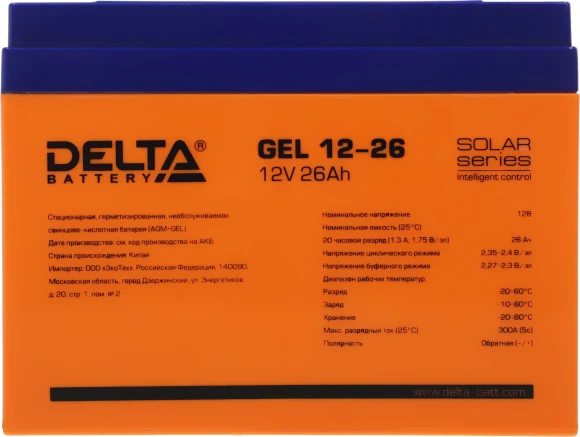 DELTA®
BATTERY
GEL 12-26
12V 26Ah
SOLAR
series
Intelligent control
Стационарная, герметизированная, необслуживаемая
свинцово-кислотная батарея (AGM+GEL)
Дата производства: см. код производства на АКБ
Страна происхождения: Китай
Импортер: ООО «ЭкоТек», Российская Федерация, 140090,
Московская область, город Дзержинский, ул. Энергетиков
д. 20, стр. 1, пом. №2
Номинальное напряжение 12В
Номинальная емкость (25°С)
20 часовой разряд (1.3 А; 1,75 В/эл) 26 Ач
Напряжение циклического режима 2,35-2,4 В/эл
Напряжение буферного режима 2,27-2,3 В/эл
Диапазон рабочих температур:
Разряд -20~60°С
Заряд -10~60°С
Хранение -20~60°С
Макс. разрядный ток (25°С) 300А (5с)
Полярность Обратная (-/+)
www.delta-batt.com